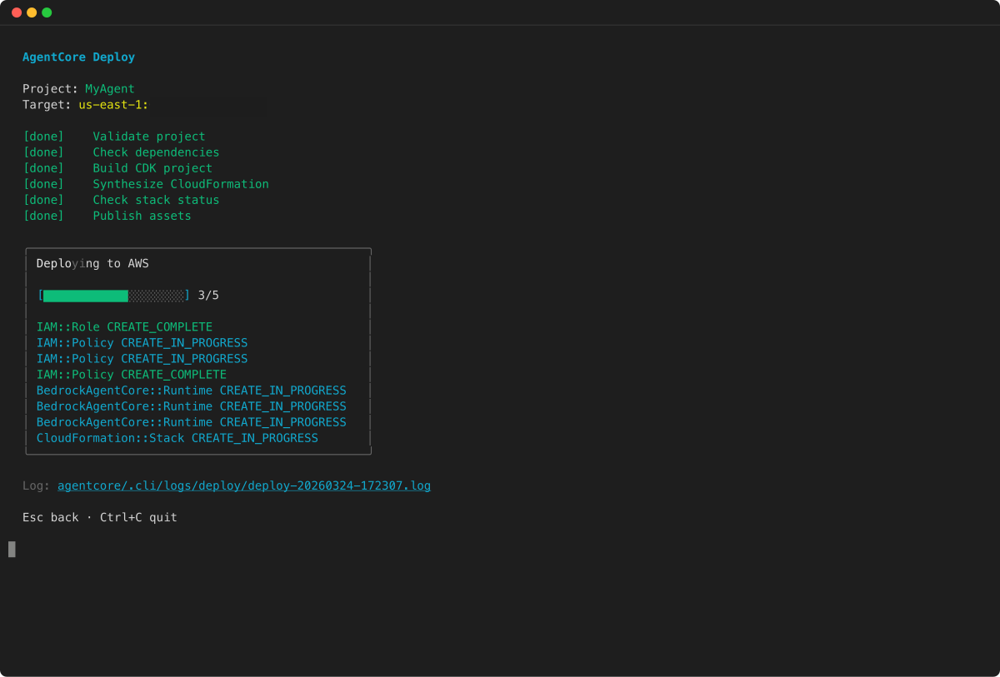 AgentCore Deploy
Project: MyAgent
Target: us-east-1:
[done] Validate project
[done] Check dependencies
[done] Build CDK project
[done] Synthesize CloudFormation
[done] Check stack status
[done] Publish assets
Deploying to AWS
[] 3/5
IAM::Role CREATE_COMPLETE
IAM::Policy CREATE_IN_PROGRESS
IAM::Policy CREATE_IN_PROGRESS
IAM::Policy CREATE_COMPLETE
BedrockAgentCore::Runtime CREATE_IN_PROGRESS
BedrockAgentCore::Runtime CREATE_IN_PROGRESS
BedrockAgentCore::Runtime CREATE_IN_PROGRESS
CloudFormation::Stack CREATE_IN_PROGRESS
Log: agentcore/.cli/logs/deploy/deploy-20260324-172307.log
Esc back · Ctrl+C quit